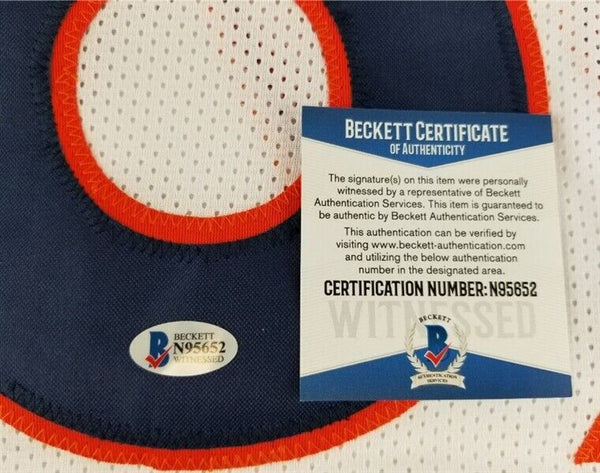 BECKETT CERTIFICATE
OF AUTHENTICITY
The signature(s) on this item were personally
witnessed by a representative of Beckett
Authentication Services. This item is guaranteed
to be authentic by Beckett Authentication Services.
This authentication can be verified by
visiting www.beckett-authentication.com
and utilizing the below authentication
number in the designated area.
CERTIFICATION NUMBER: N95652
WITNESSED
BECKETT
B
AUTHENTICATION
SERVICES
BECKETT
B
N95652
WITNESSED